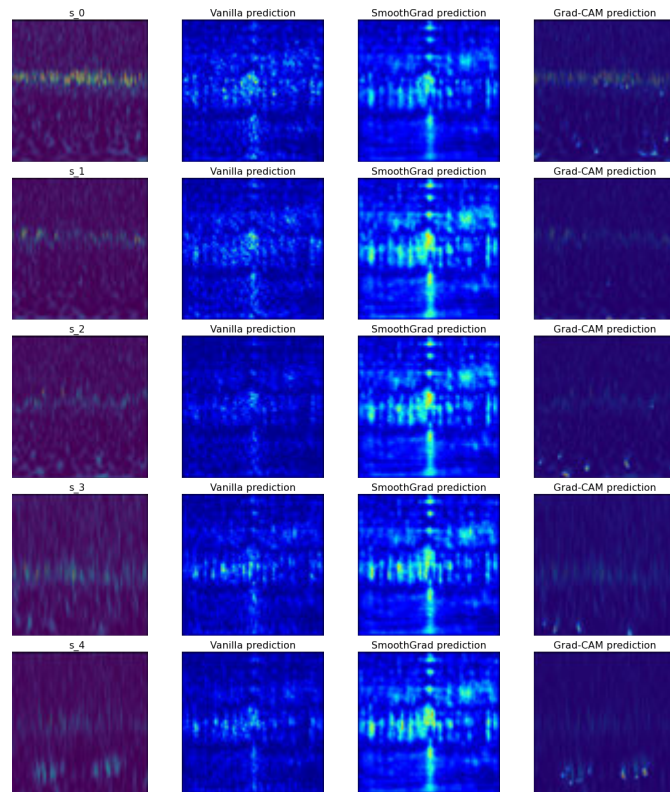 s_0 Vanilla prediction SmoothGrad prediction Grad-CAM prediction
s_1 Vanilla prediction SmoothGrad prediction Grad-CAM prediction
s_2 Vanilla prediction SmoothGrad prediction Grad-CAM prediction
s_3 Vanilla prediction SmoothGrad prediction Grad-CAM prediction
s_4 Vanilla prediction SmoothGrad prediction Grad-CAM prediction